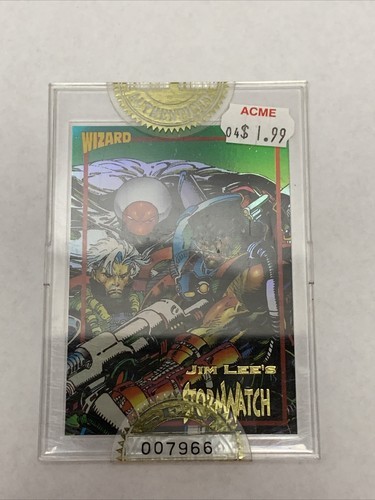 ACME
04$ 1.99
WIZARD
JIM LEE'S
STORMWATCH
007966